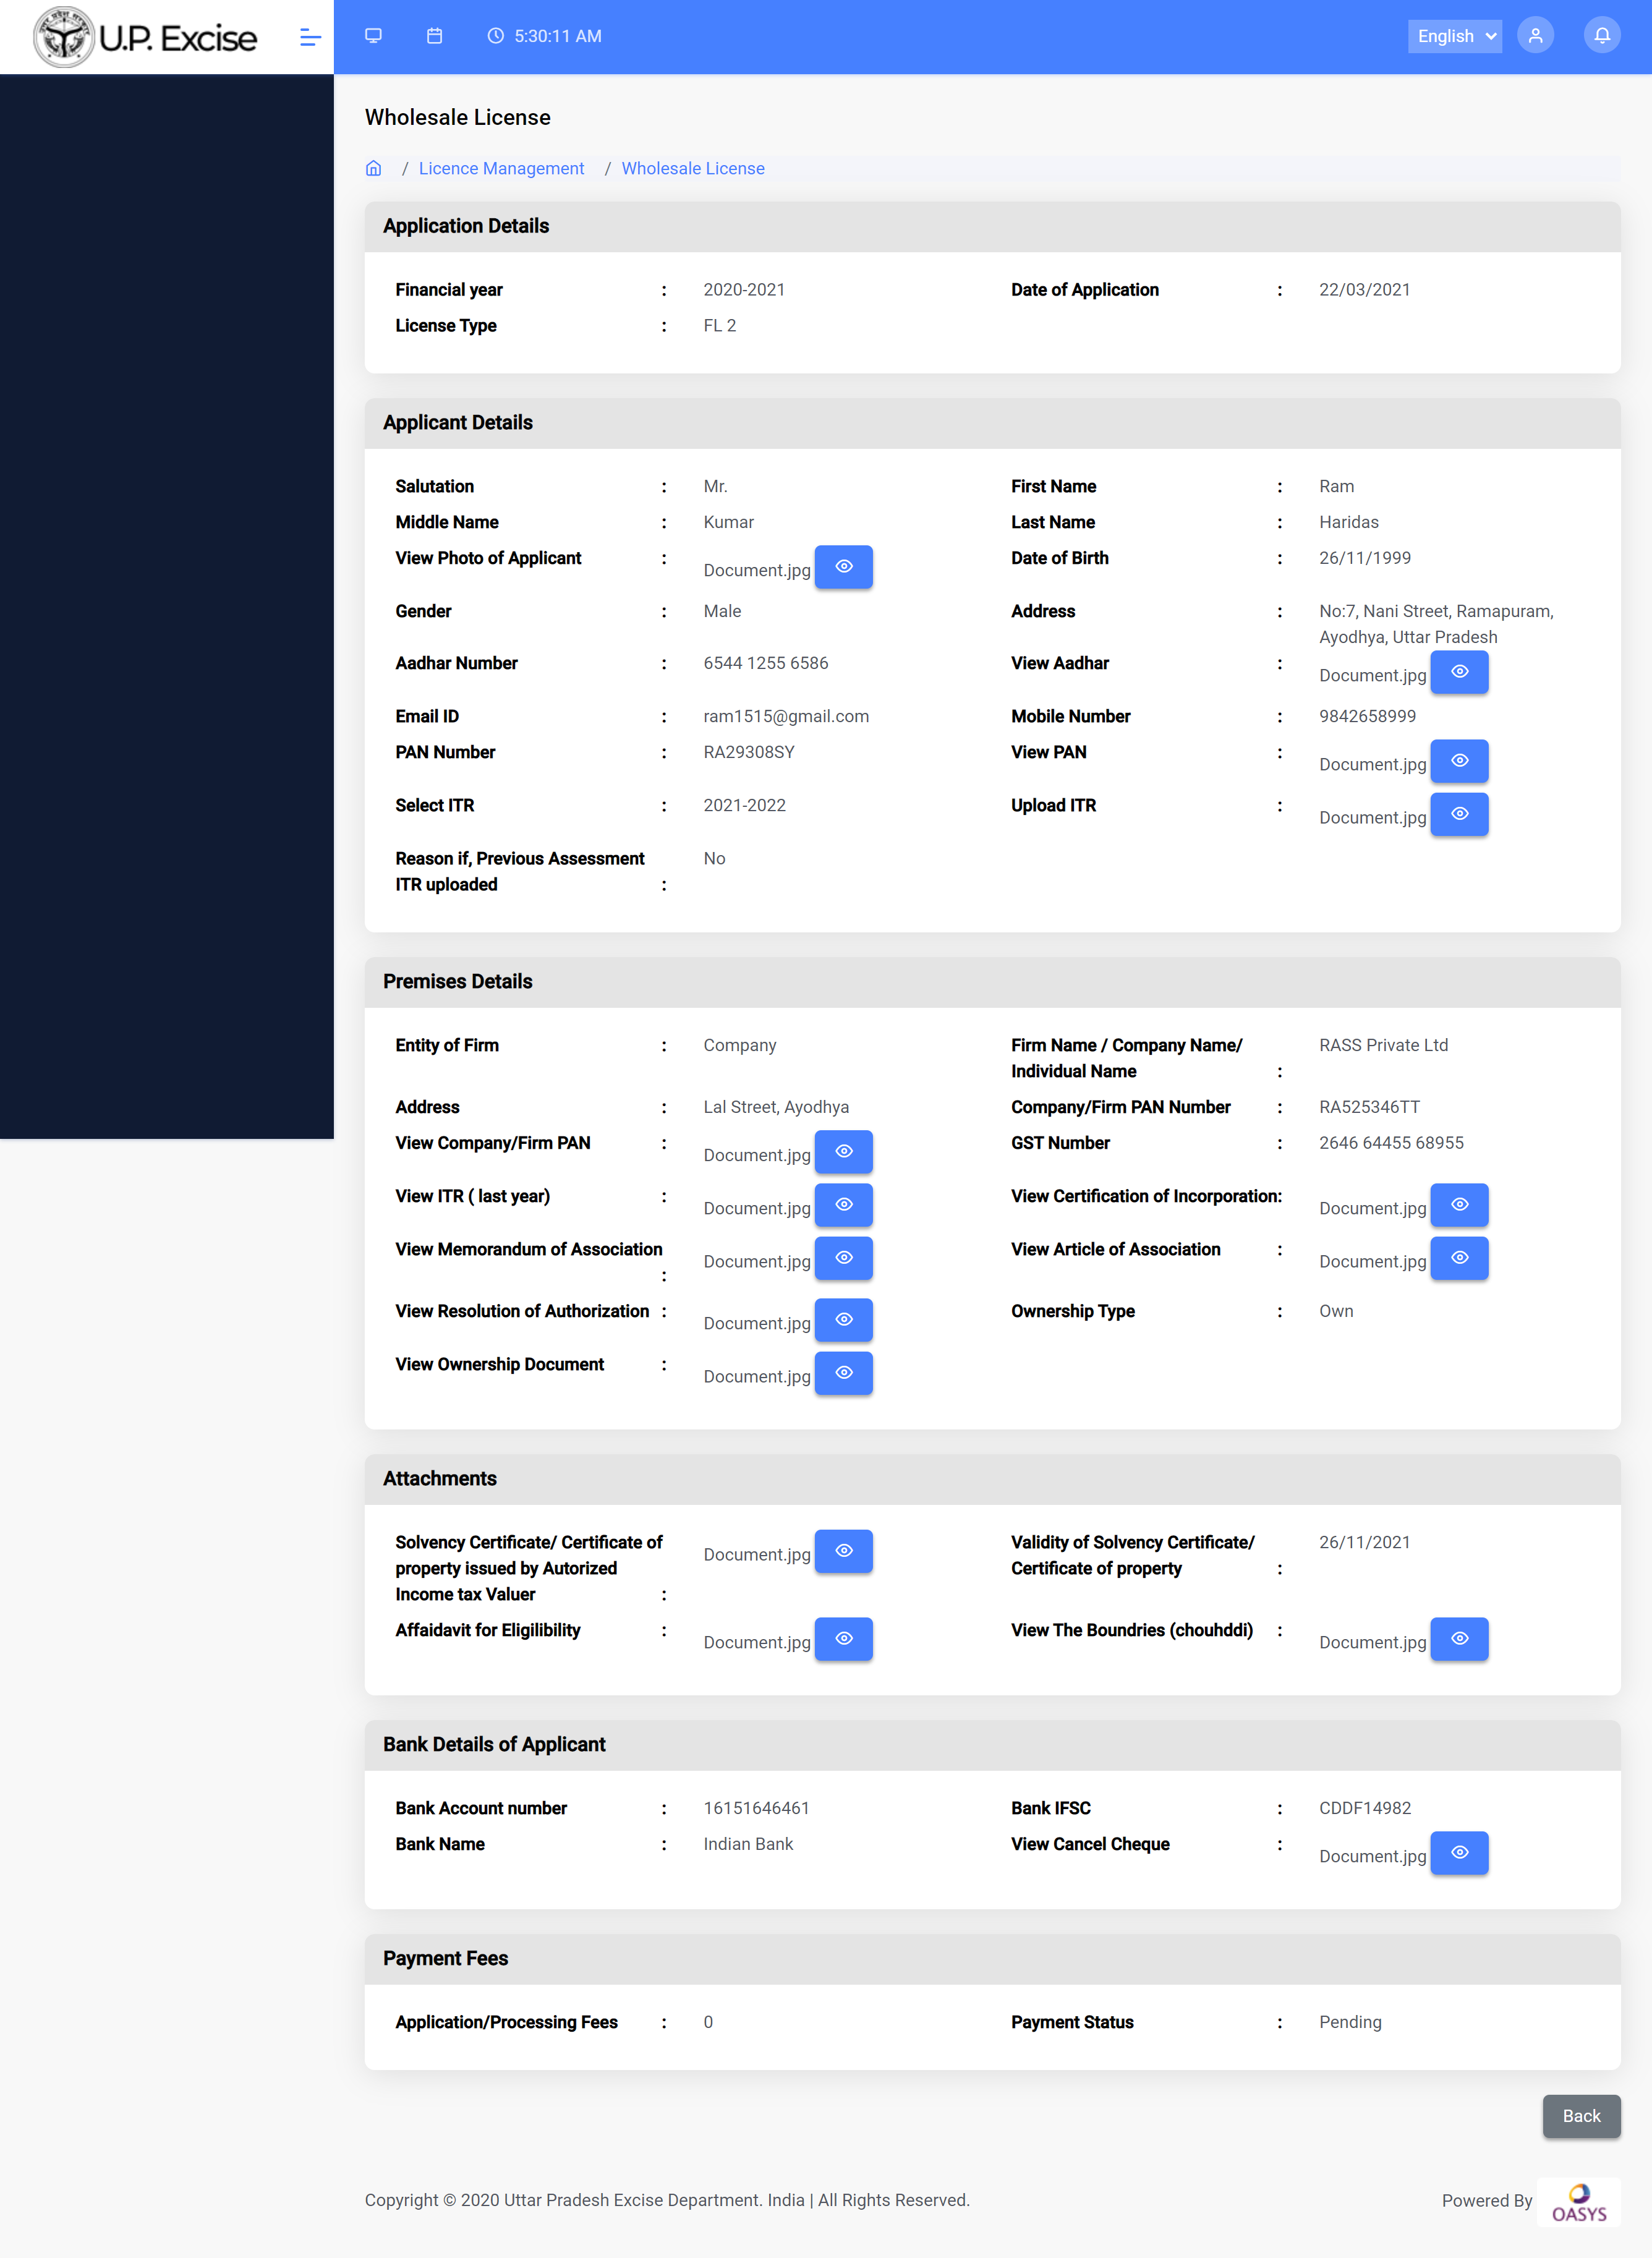 U.P. Excise
5:30:11 AM
English
Wholesale License
/ Licence Management / Wholesale License
Application Details
Financial year : 2020-2021 Date of Application : 22/03/2021
License Type : FL 2
Applicant Details
Salutation : Mr. First Name : Ram
Middle Name : Kumar Last Name : Haridas
View Photo of Applicant : Document.jpg Date of Birth : 26/11/1999
Gender : Male Address : No:7, Nani Street, Ramapuram,
Ayodhya, Uttar Pradesh
Aadhar Number : 6544 1255 6586 View Aadhar : Document.jpg
Email ID : ram1515@gmail.com Mobile Number : 9842658999
PAN Number : RA29308SY View PAN : Document.jpg
Select ITR : 2021-2022 Upload ITR : Document.jpg
Reason if, Previous Assessment No
ITR uploaded :
Premises Details
Entity of Firm : Company Firm Name / Company Name/ RASS Private Ltd
Individual Name :
Address : Lal Street, Ayodhya Company/Firm PAN Number : RA525346TT
View Company/Firm PAN : Document.jpg GST Number : 2646 64455 68955
View ITR ( last year) : Document.jpg View Certification of Incorporation: Document.jpg
View Memorandum of Association Document.jpg View Article of Association : Document.jpg
:
View Resolution of Authorization : Document.jpg Ownership Type : Own
View Ownership Document : Document.jpg
Attachments
Solvency Certificate/ Certificate of Document.jpg Validity of Solvency Certificate/ 26/11/2021
property issued by Autorized Certificate of property :
Income tax Valuer :
Affaidavit for Eligilibility : Document.jpg View The Boundries (chouhddi) : Document.jpg
Bank Details of Applicant
Bank Account number : 16151646461 Bank IFSC : CDDF14982
Bank Name : Indian Bank View Cancel Cheque : Document.jpg
Payment Fees
Application/Processing Fees : 0 Payment Status : Pending
Back
Copyright © 2020 Uttar Pradesh Excise Department. India | All Rights Reserved. Powered By OASYS